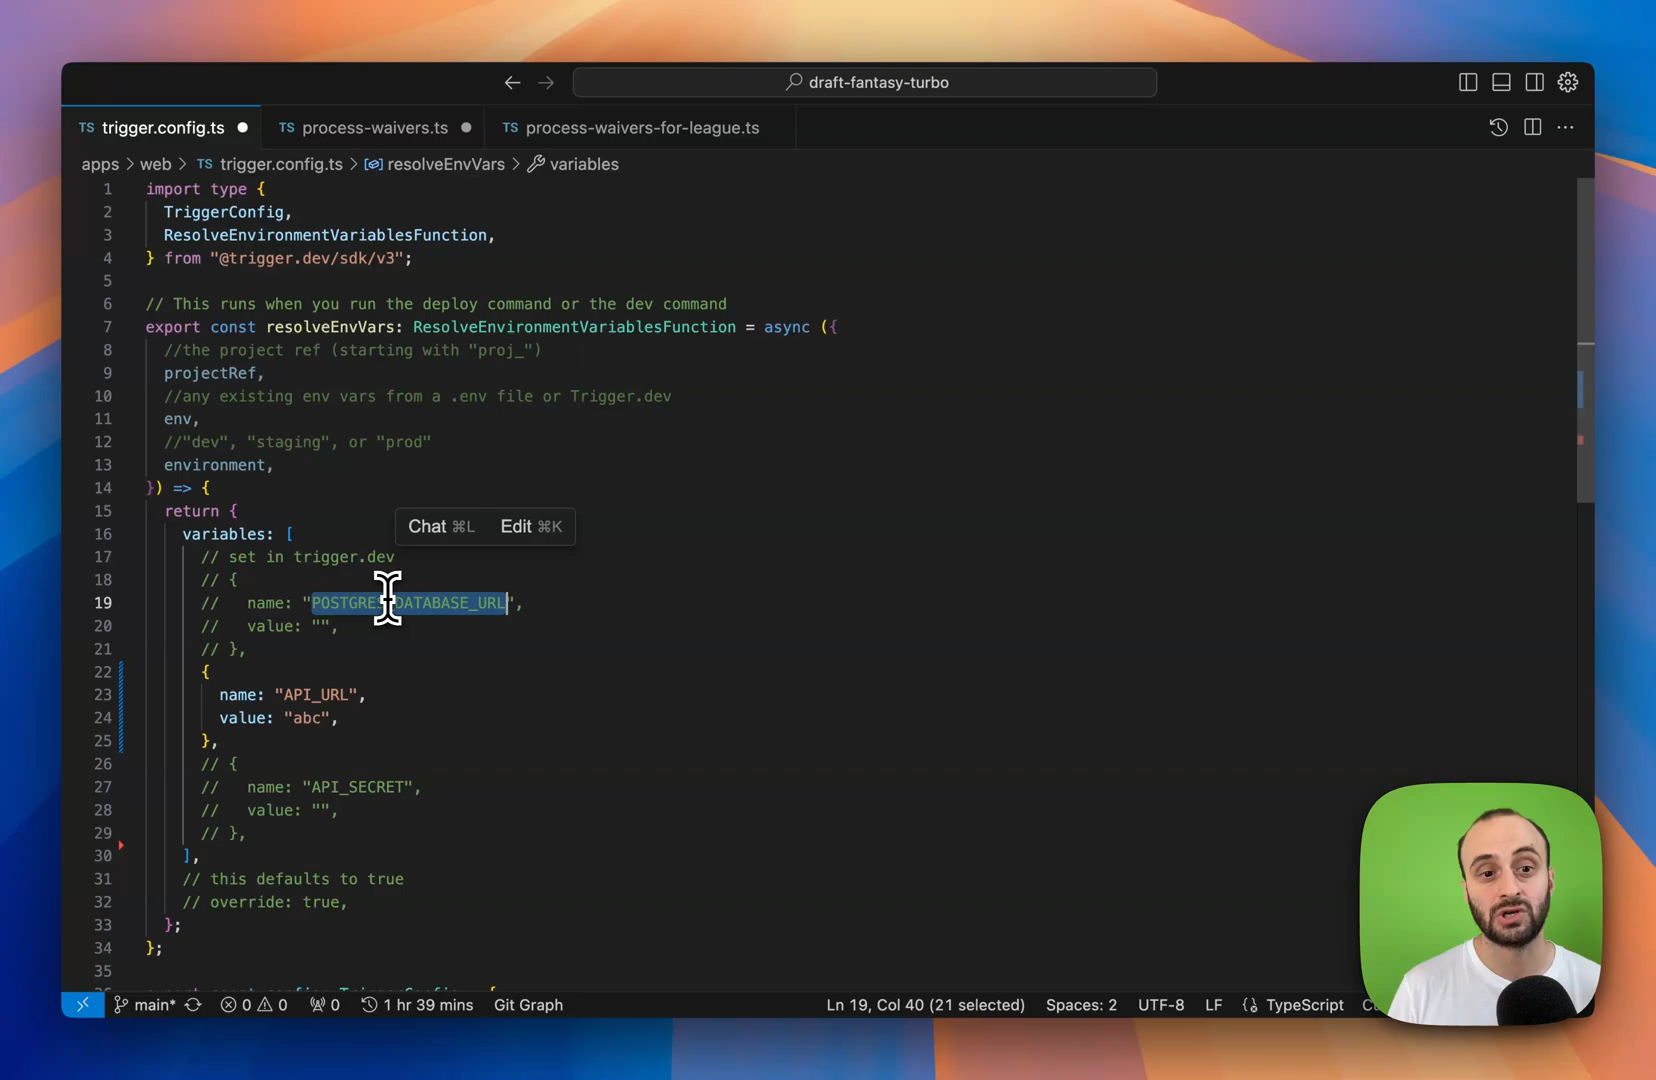 draft-fantasy-turbo
TS trigger.config.ts
TS process-waivers.ts
TS process-waivers-for-league.ts
apps > web > TS trigger.config.ts > resolveEnvVars > variables
1 import type {
2 TriggerConfig,
3 ResolveEnvironmentVariablesFunction,
4 } from "@trigger.dev/sdk/v3";
5
6 // This runs when you run the deploy command or the dev command
7 export const resolveEnvVars: ResolveEnvironmentVariablesFunction = async ({
8 //the project ref (starting with "proj_")
9 projectRef,
10 //any existing env vars from a .env file or Trigger.dev
11 env,
12 //"dev", "staging", or "prod"
13 environment,
14 }) => {
15 return {
Chat ⌘L Edit ⌘K
16 variables: [
17 // set in trigger.dev
18 // {
19 // name: "POSTGRES_DATABASE_URL",
20 // value: "",
21 // },
22 {
23 name: "API_URL",
24 value: "abc",
25 },
26 // {
27 // name: "API_SECRET",
28 // value: "",
29 // },
30 ],
31 // this defaults to true
32 // override: true,
33 };
34 };
35
main* 0 0 0 1 hr 39 mins Git Graph Ln 19, Col 40 (21 selected) Spaces: 2 UTF-8 LF {} TypeScript